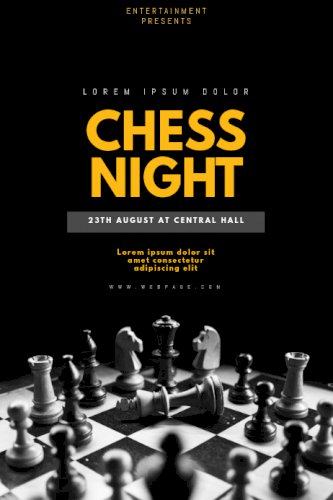 ENTERTAINMENT
PRESENTS
LOREM IPSUM DOLOR
CHESS
NIGHT
23TH AUGUST AT CENTRAL HALL
Lorem ipsum dolor sit
amet consectetur
adipiscing elit
WWW.WEBPAGE.COM